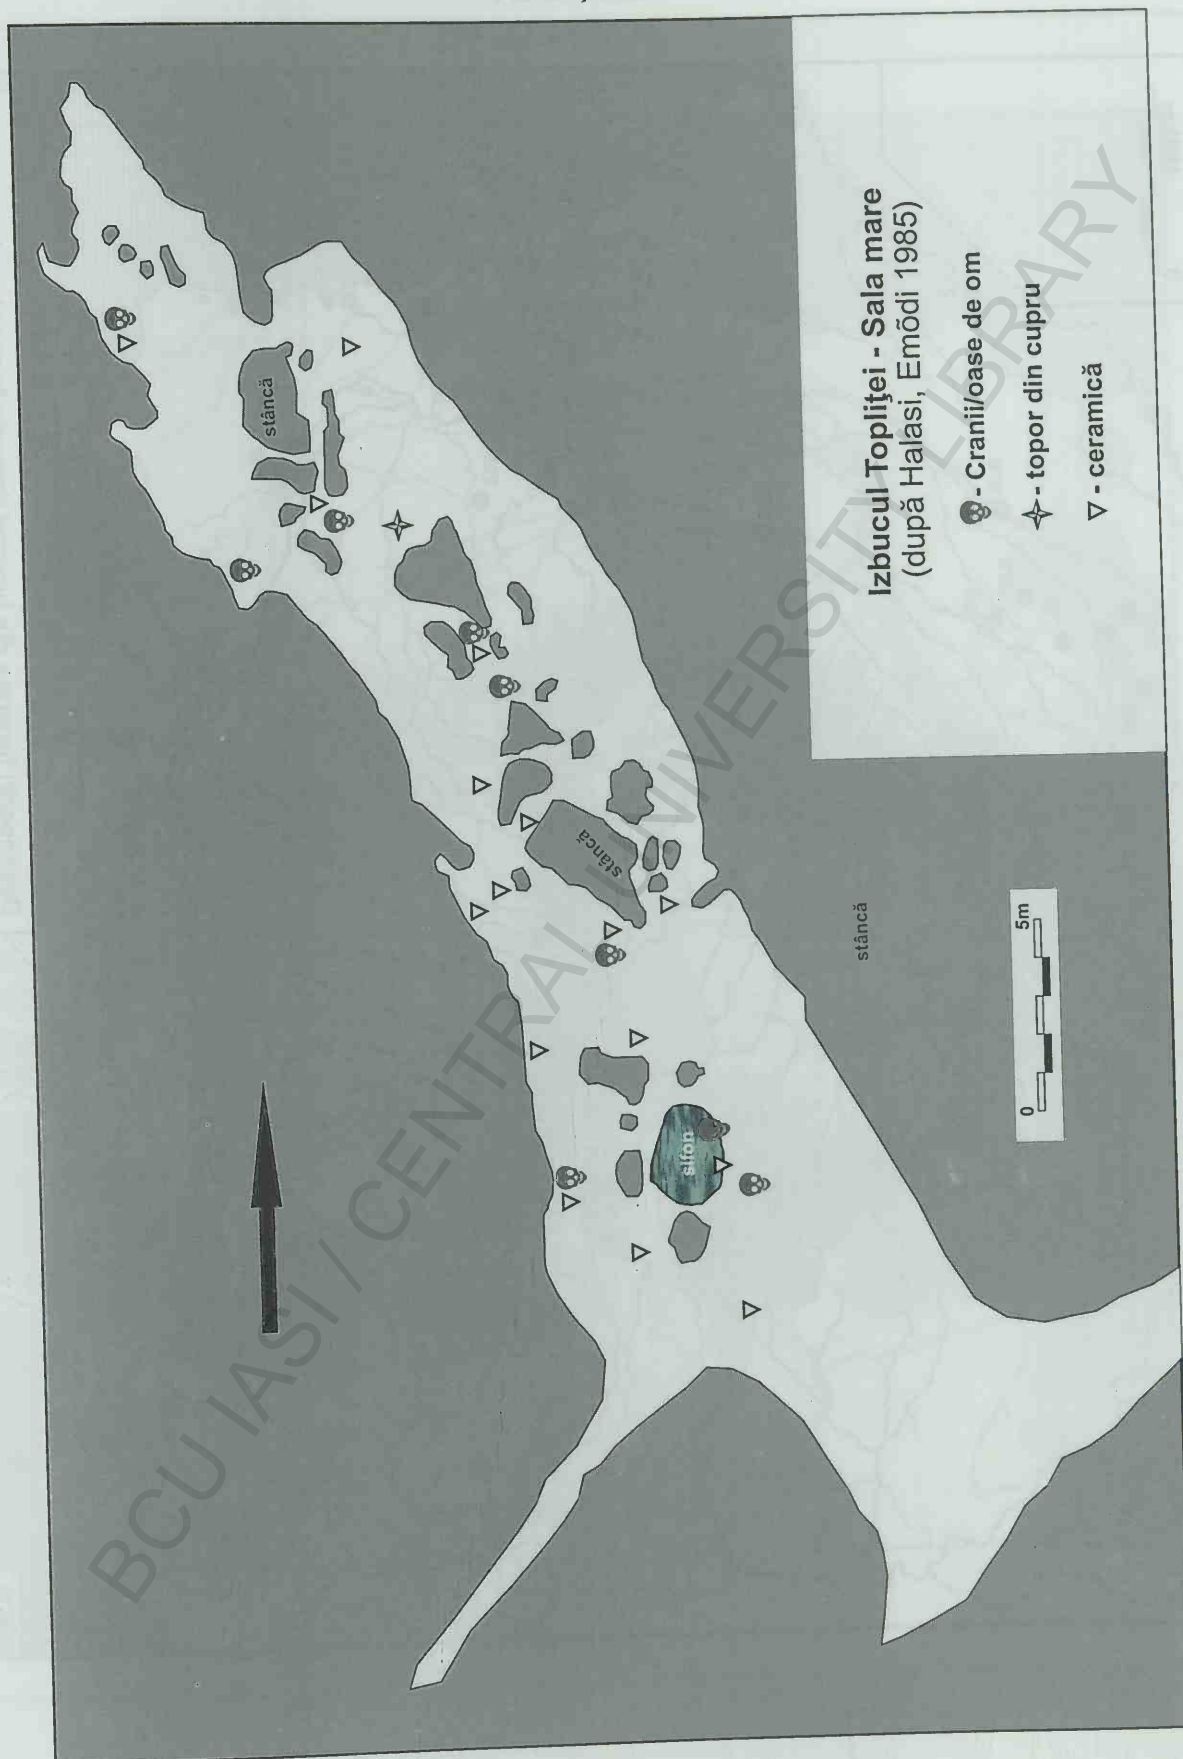 Izbucul Topliţei - Sala mare
(după Halasi, Emődi 1985)
- Cranii/oase de om
- topor din cupru
- ceramică
stâncă
stâncă
sifon
stâncă
0 5m
BCU IASI / CENTRAL UNIVERSITY LIBRARY